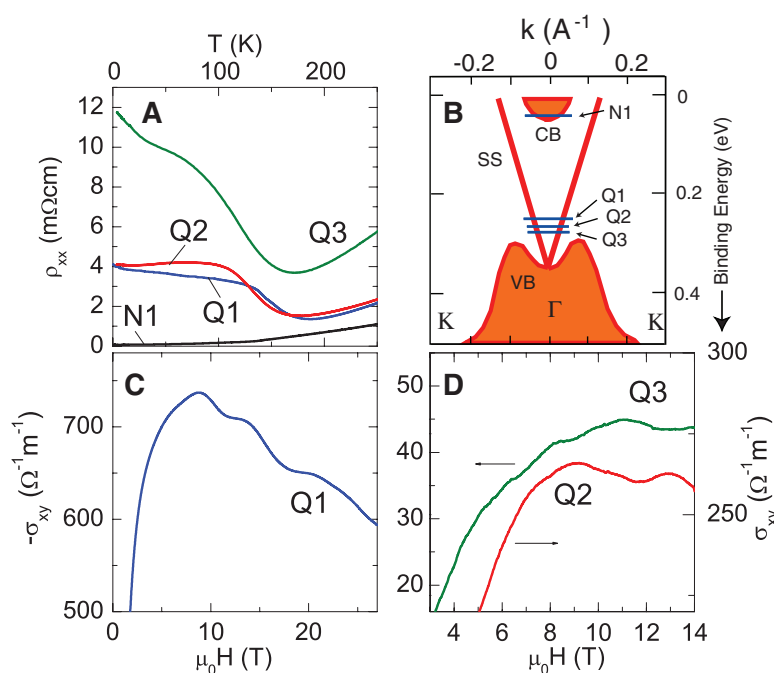 T (K)
0 100 200
k (A⁻¹)
-0.2 0 0.2
A
12
10
8
6
4
2
0
ρxx (mΩcm)
Q2
Q3
Q1
N1
B
CB
N1
SS
Q1
Q2
Q3
VB
Γ
K K
0
0.2
0.4
Binding Energy (eV)
C
700
600
500
-σxy (Ω⁻¹m⁻¹)
Q1
0 10 20
μ₀H (T)
D
50
40
30
20
Q3
Q2
300
250
σxy (Ω⁻¹m⁻¹)
4 6 8 10 12 14
μ₀H (T)